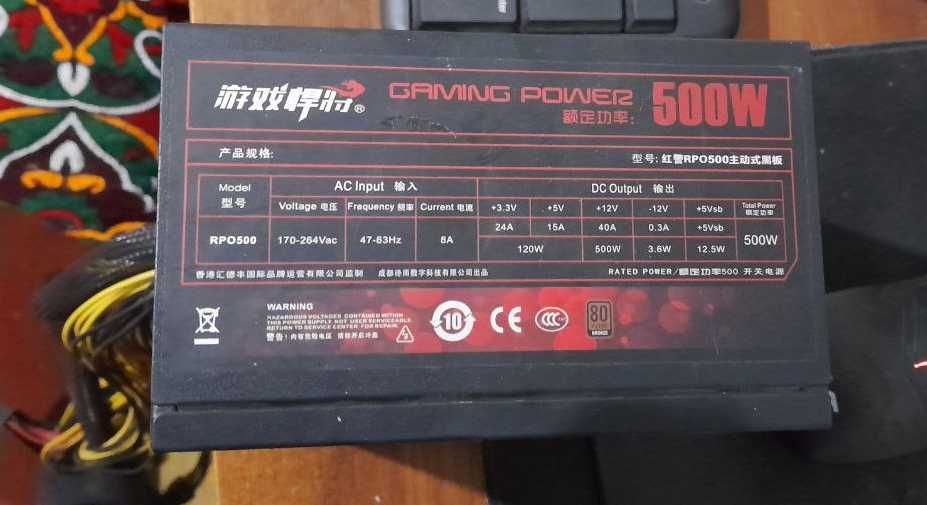 游戏悍将® GAMING POWER 500W
额定功率:
产品规格: 型号: 红警RPO500主动式黑板
Model 型号 AC Input 输入 DC Output 输出
Voltage 电压 Frequency 频率 Current 电流 +3.3V +5V +12V -12V +5Vsb Total Power 额定功率
RPO500 170-264Vac 47-63Hz 8A 24A 15A 40A 0.3A +5Vsb 500W
120W 500W 3.6W 12.5W
香港汇德丰国际品牌运营有限公司监制 成都绝雨数字科技有限公司出品 RATED POWER/额定功率500 开关电源
WARNING
HAZARDOUS VOLTAGES CONTAINED WITHIN
THIS POWER SUPPLY. NOT USER SERVICEABLE
RETURN TO SERVICE CENTER FOR REPAIR.
警告: 内有危险电压 请勿开启外盖
10 CE CCC 80 BRONZE